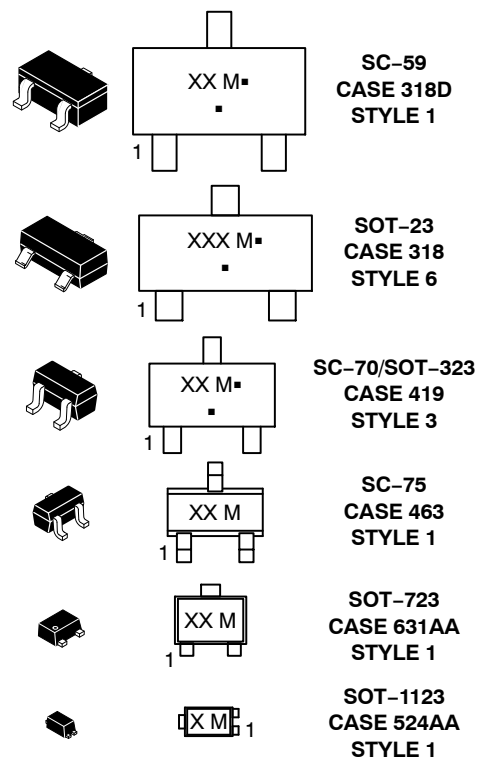 XX M▪
▪
1
SC−59
CASE 318D
STYLE 1
XXX M▪
▪
1
SOT−23
CASE 318
STYLE 6
XX M▪
▪
1
SC−70/SOT−323
CASE 419
STYLE 3
XX M
1
SC−75
CASE 463
STYLE 1
XX M
1
SOT−723
CASE 631AA
STYLE 1
X M
1
SOT−1123
CASE 524AA
STYLE 1